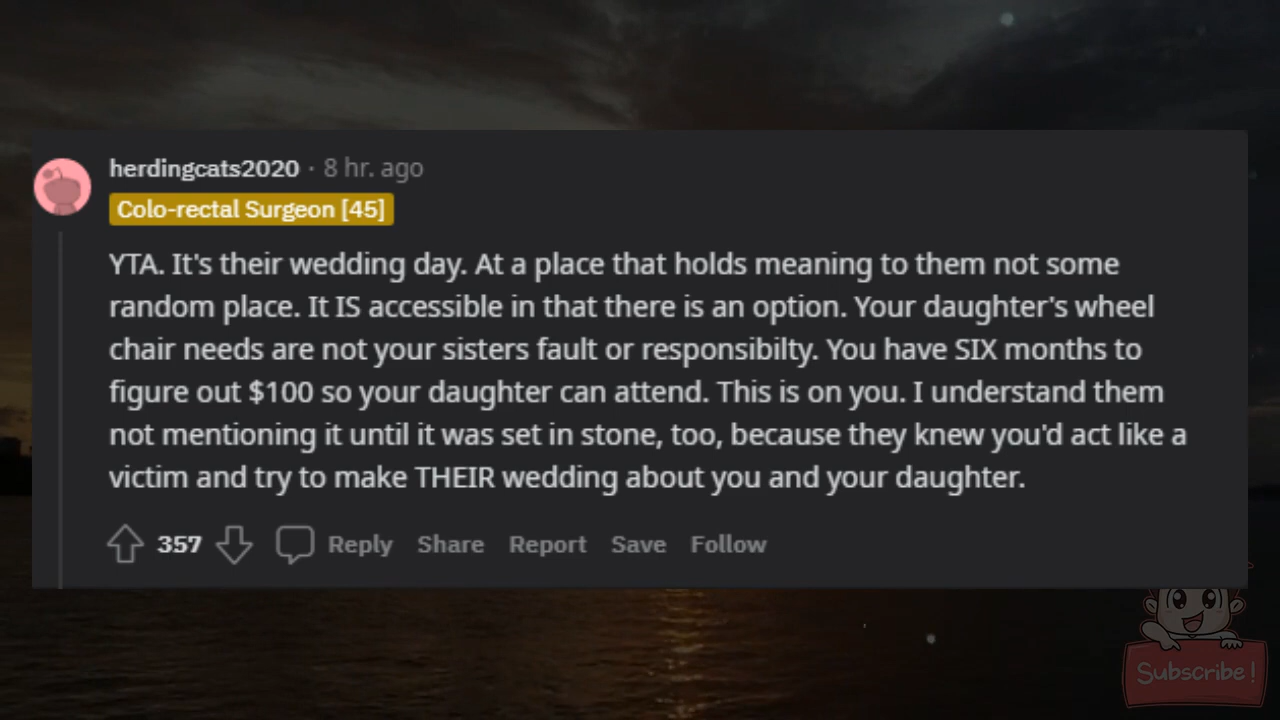 herdingcats2020 · 8 hr. ago
Colo-rectal Surgeon [45]
YTA. It's their wedding day. At a place that holds meaning to them not some
random place. It IS accessible in that there is an option. Your daughter's wheel
chair needs are not your sisters fault or responsibilty. You have SIX months to
figure out $100 so your daughter can attend. This is on you. I understand them
not mentioning it until it was set in stone, too, because they knew you'd act like a
victim and try to make THEIR wedding about you and your daughter.
357 Reply Share Report Save Follow
Subscribe!